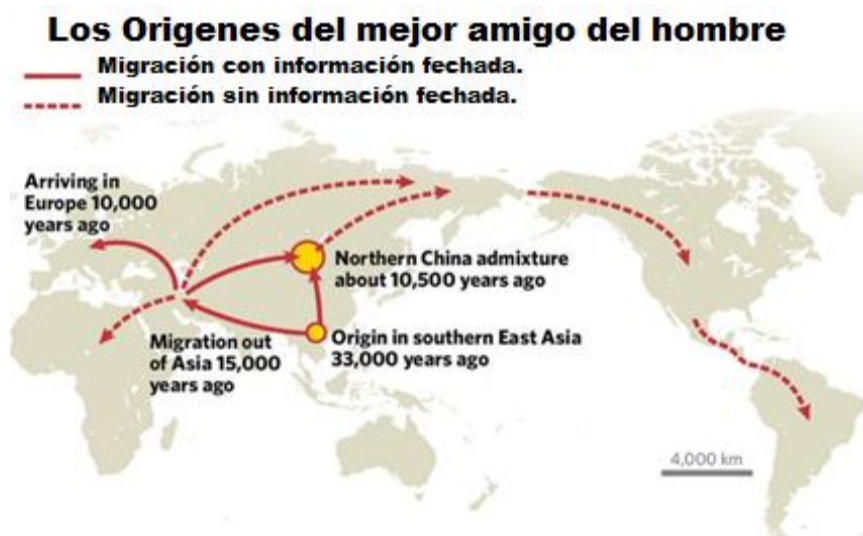 Los Origenes del mejor amigo del hombre
Migración con información fechada.
Migración sin información fechada.
Arriving in
Europe 10,000
years ago
Northern China admixture
about 10,500 years ago
Migration out
of Asia 15,000
years ago
Origin in southern East Asia
33,000 years ago
4,000 km